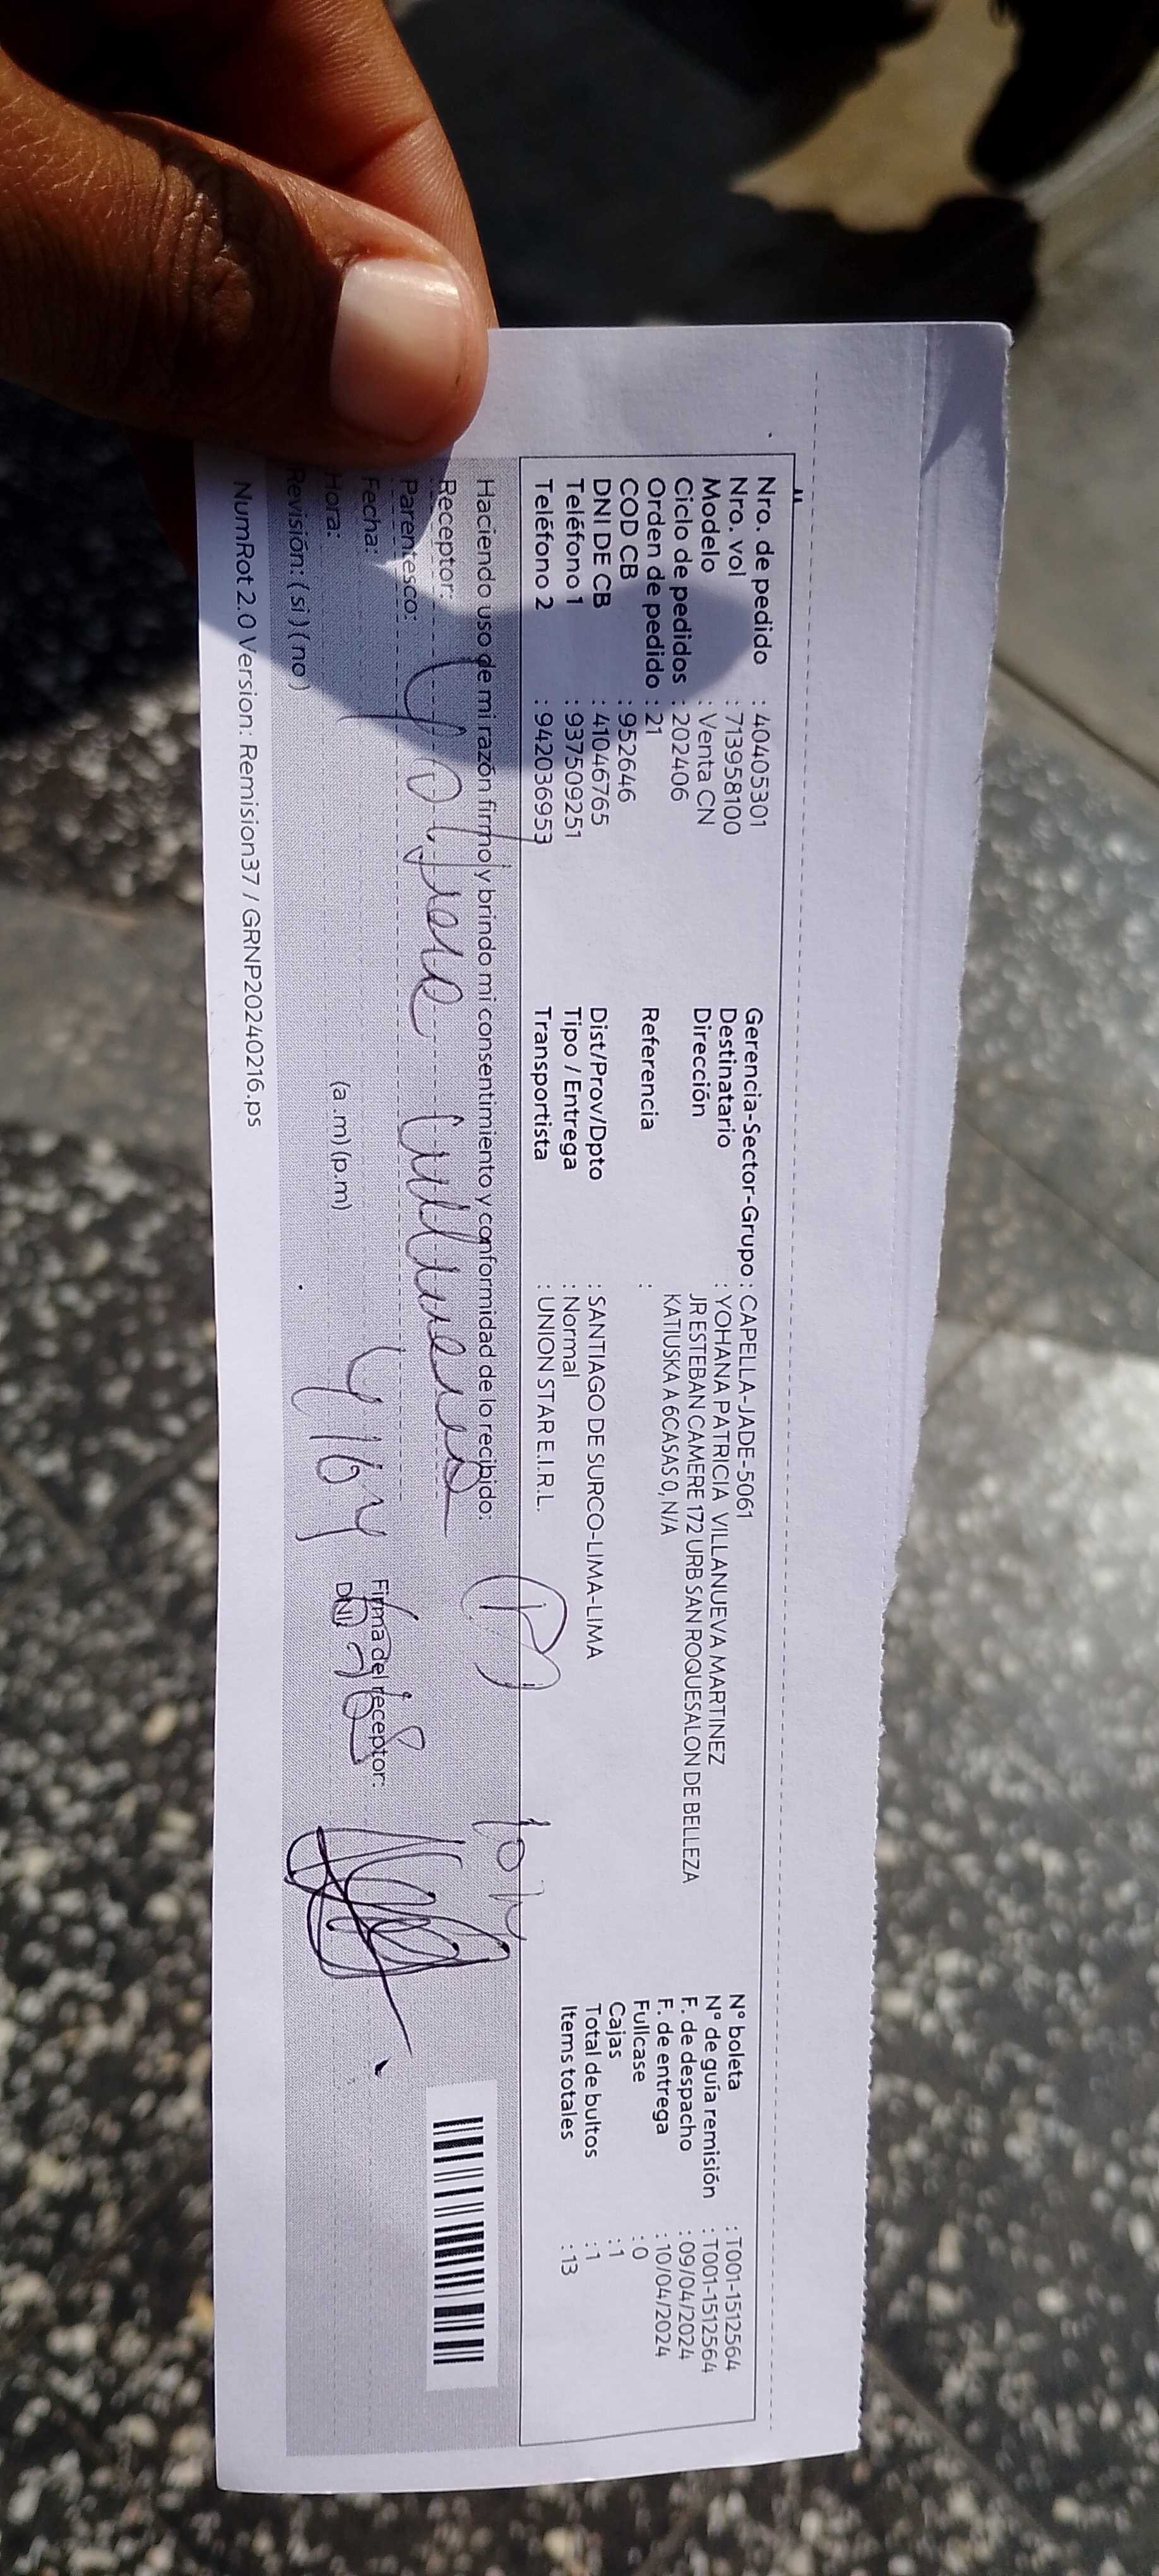 Nro. de pedido : 40405301
Nro. vol : 713958100
Modelo : Venta CN
Ciclo de pedidos : 202406
Orden de pedido : 21
COD CB : 952646
DNI DE CB : 41046765
Teléfono 1 : 937509251
Teléfono 2 : 942036953
Gerencia-Sector-Grupo : CAPELLA-JADE-5061
Destinatario : YOHANA PATRICIA VILLANUEVA MARTINEZ
Dirección JR ESTEBAN CAMERE 172 URB SAN ROQUESALON DE BELLEZA
KATIUSKA A 6CASAS 0, N/A
Referencia :
Dist/Prov/Dpto : SANTIAGO DE SURCO-LIMA-LIMA
Tipo / Entrega : Normal
Transportista : UNION STAR E.I.R.L.
N° boleta : T001-1512564
N° de guía remisión : T001-1512564
F. de despacho : 09/04/2024
F. de entrega : 10/04/2024
Fullcase : 0
Cajas : 1
Total de bultos : 1
Items totales : 13
Haciendo uso de mi razón firmo y brindo mi consentimiento y conformidad de lo recibido:
Receptor:
Parentesco:
Fecha:
Hora: (a .m) (p.m)
Revisión: ( si ) ( no )
Firma del receptor:
DNI
NumRot 2.0 Version: Remision37 / GRNP20240216.ps